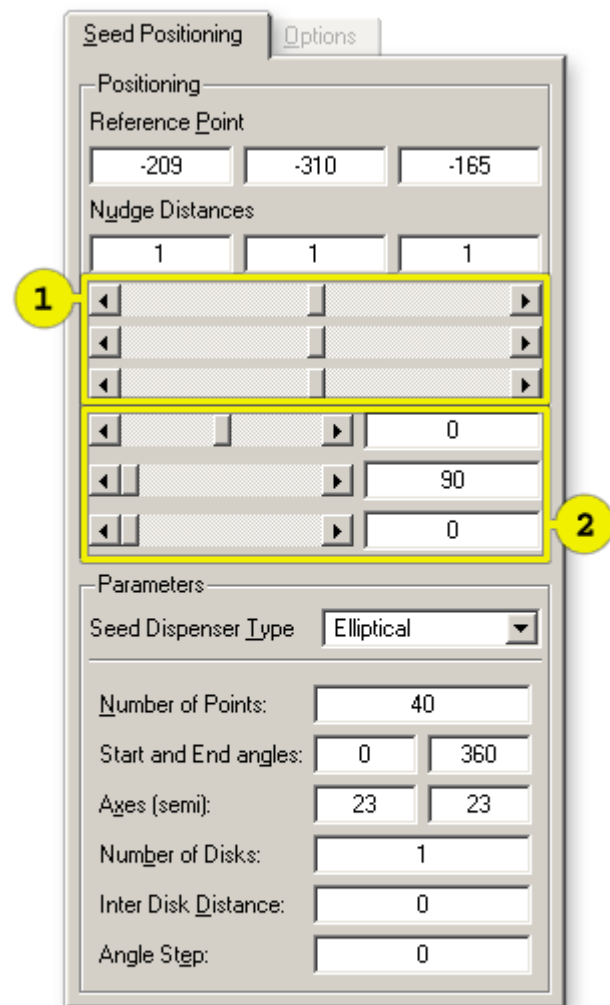 Seed Positioning Options
Positioning
Reference Point
-209 -310 -165
Nudge Distances
1 1 1
1
0
90
0
2
Parameters
Seed Dispenser Type Elliptical
Number of Points: 40
Start and End angles: 0 360
Axes (semi): 23 23
Number of Disks: 1
Inter Disk Distance: 0
Angle Step: 0